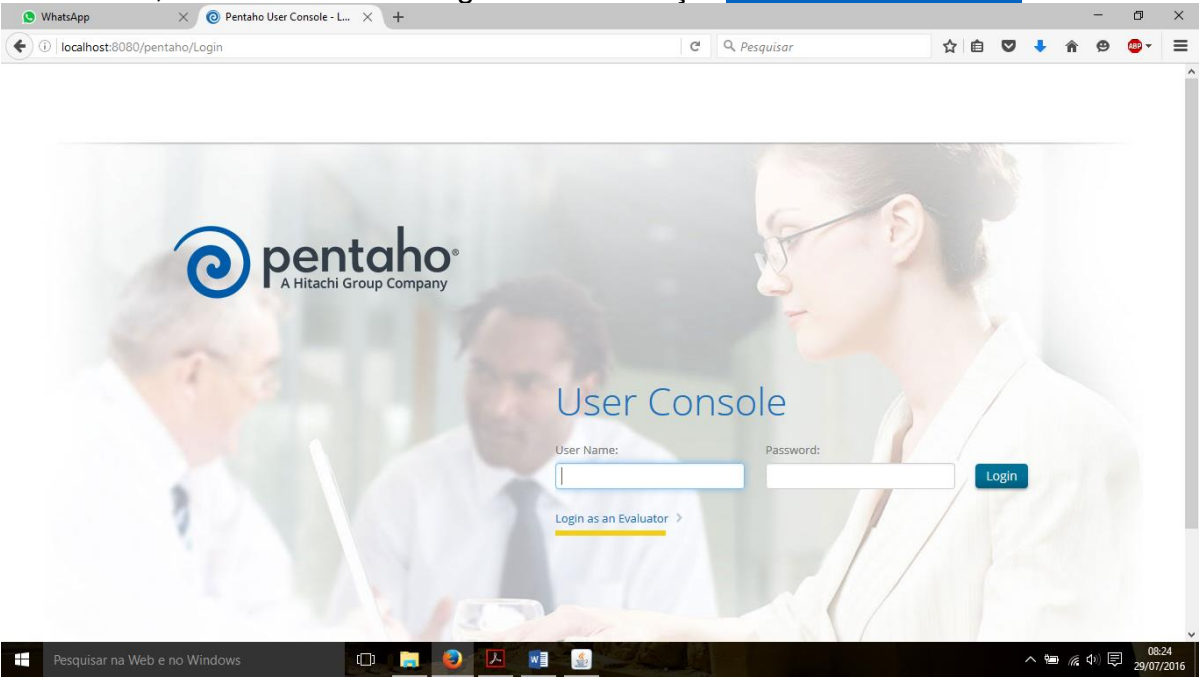 WhatsApp
Pentaho User Console - L...
localhost:8080/pentaho/Login
Pesquisar
ABP
pentaho®
A Hitachi Group Company
User Console
User Name:
Password:
Login
Login as an Evaluator >
Pesquisar na Web e no Windows
08:24
29/07/2016